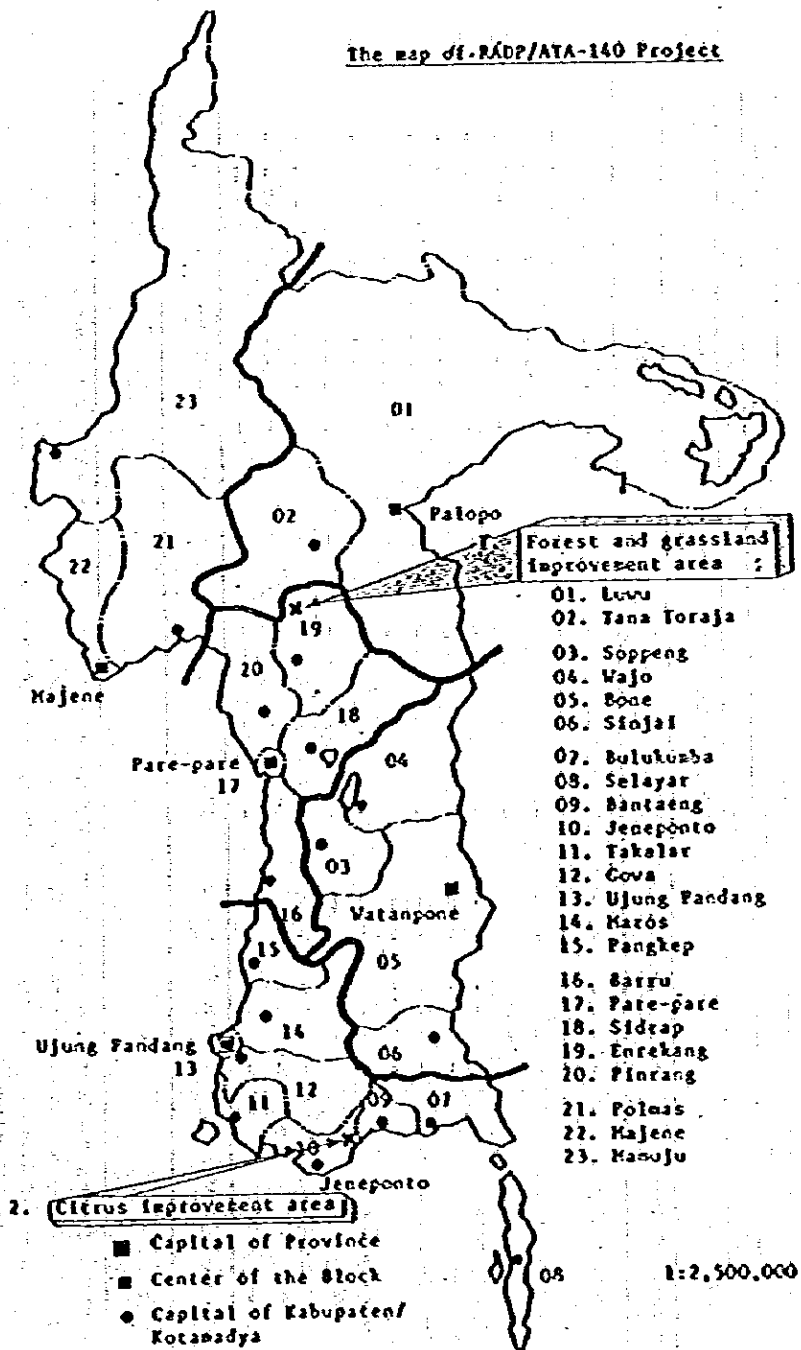 The map of RADP/ATA-140 Project
23
01
02
Palopo
21
22
1. Forest and grassland
improvement area ;
19
20
18
Majene
Pare-pare
17
04
03
Watanpone
16
05
15
14
Ujung Pandang
13
06
12
11
09
07
10
Jeneponto
08
01. Luwu
02. Tana Toraja
03. Soppeng
04. Wajo
05. Bone
06. Sinjai
07. Bulukumba
08. Selayar
09. Bantaeng
10. Jeneponto
11. Takalar
12. Gowa
13. Ujung Pandang
14. Maros
15. Pangkep
16. Barru
17. Pare-pare
18. Sidrap
19. Enrekang
20. Pinrang
21. Polmas
22. Majene
23. Mamuju
2. Citrus improvement area
Capital of Province
Center of the Block
Capital of Kabupaten/
Kotamadya
1:2,500,000